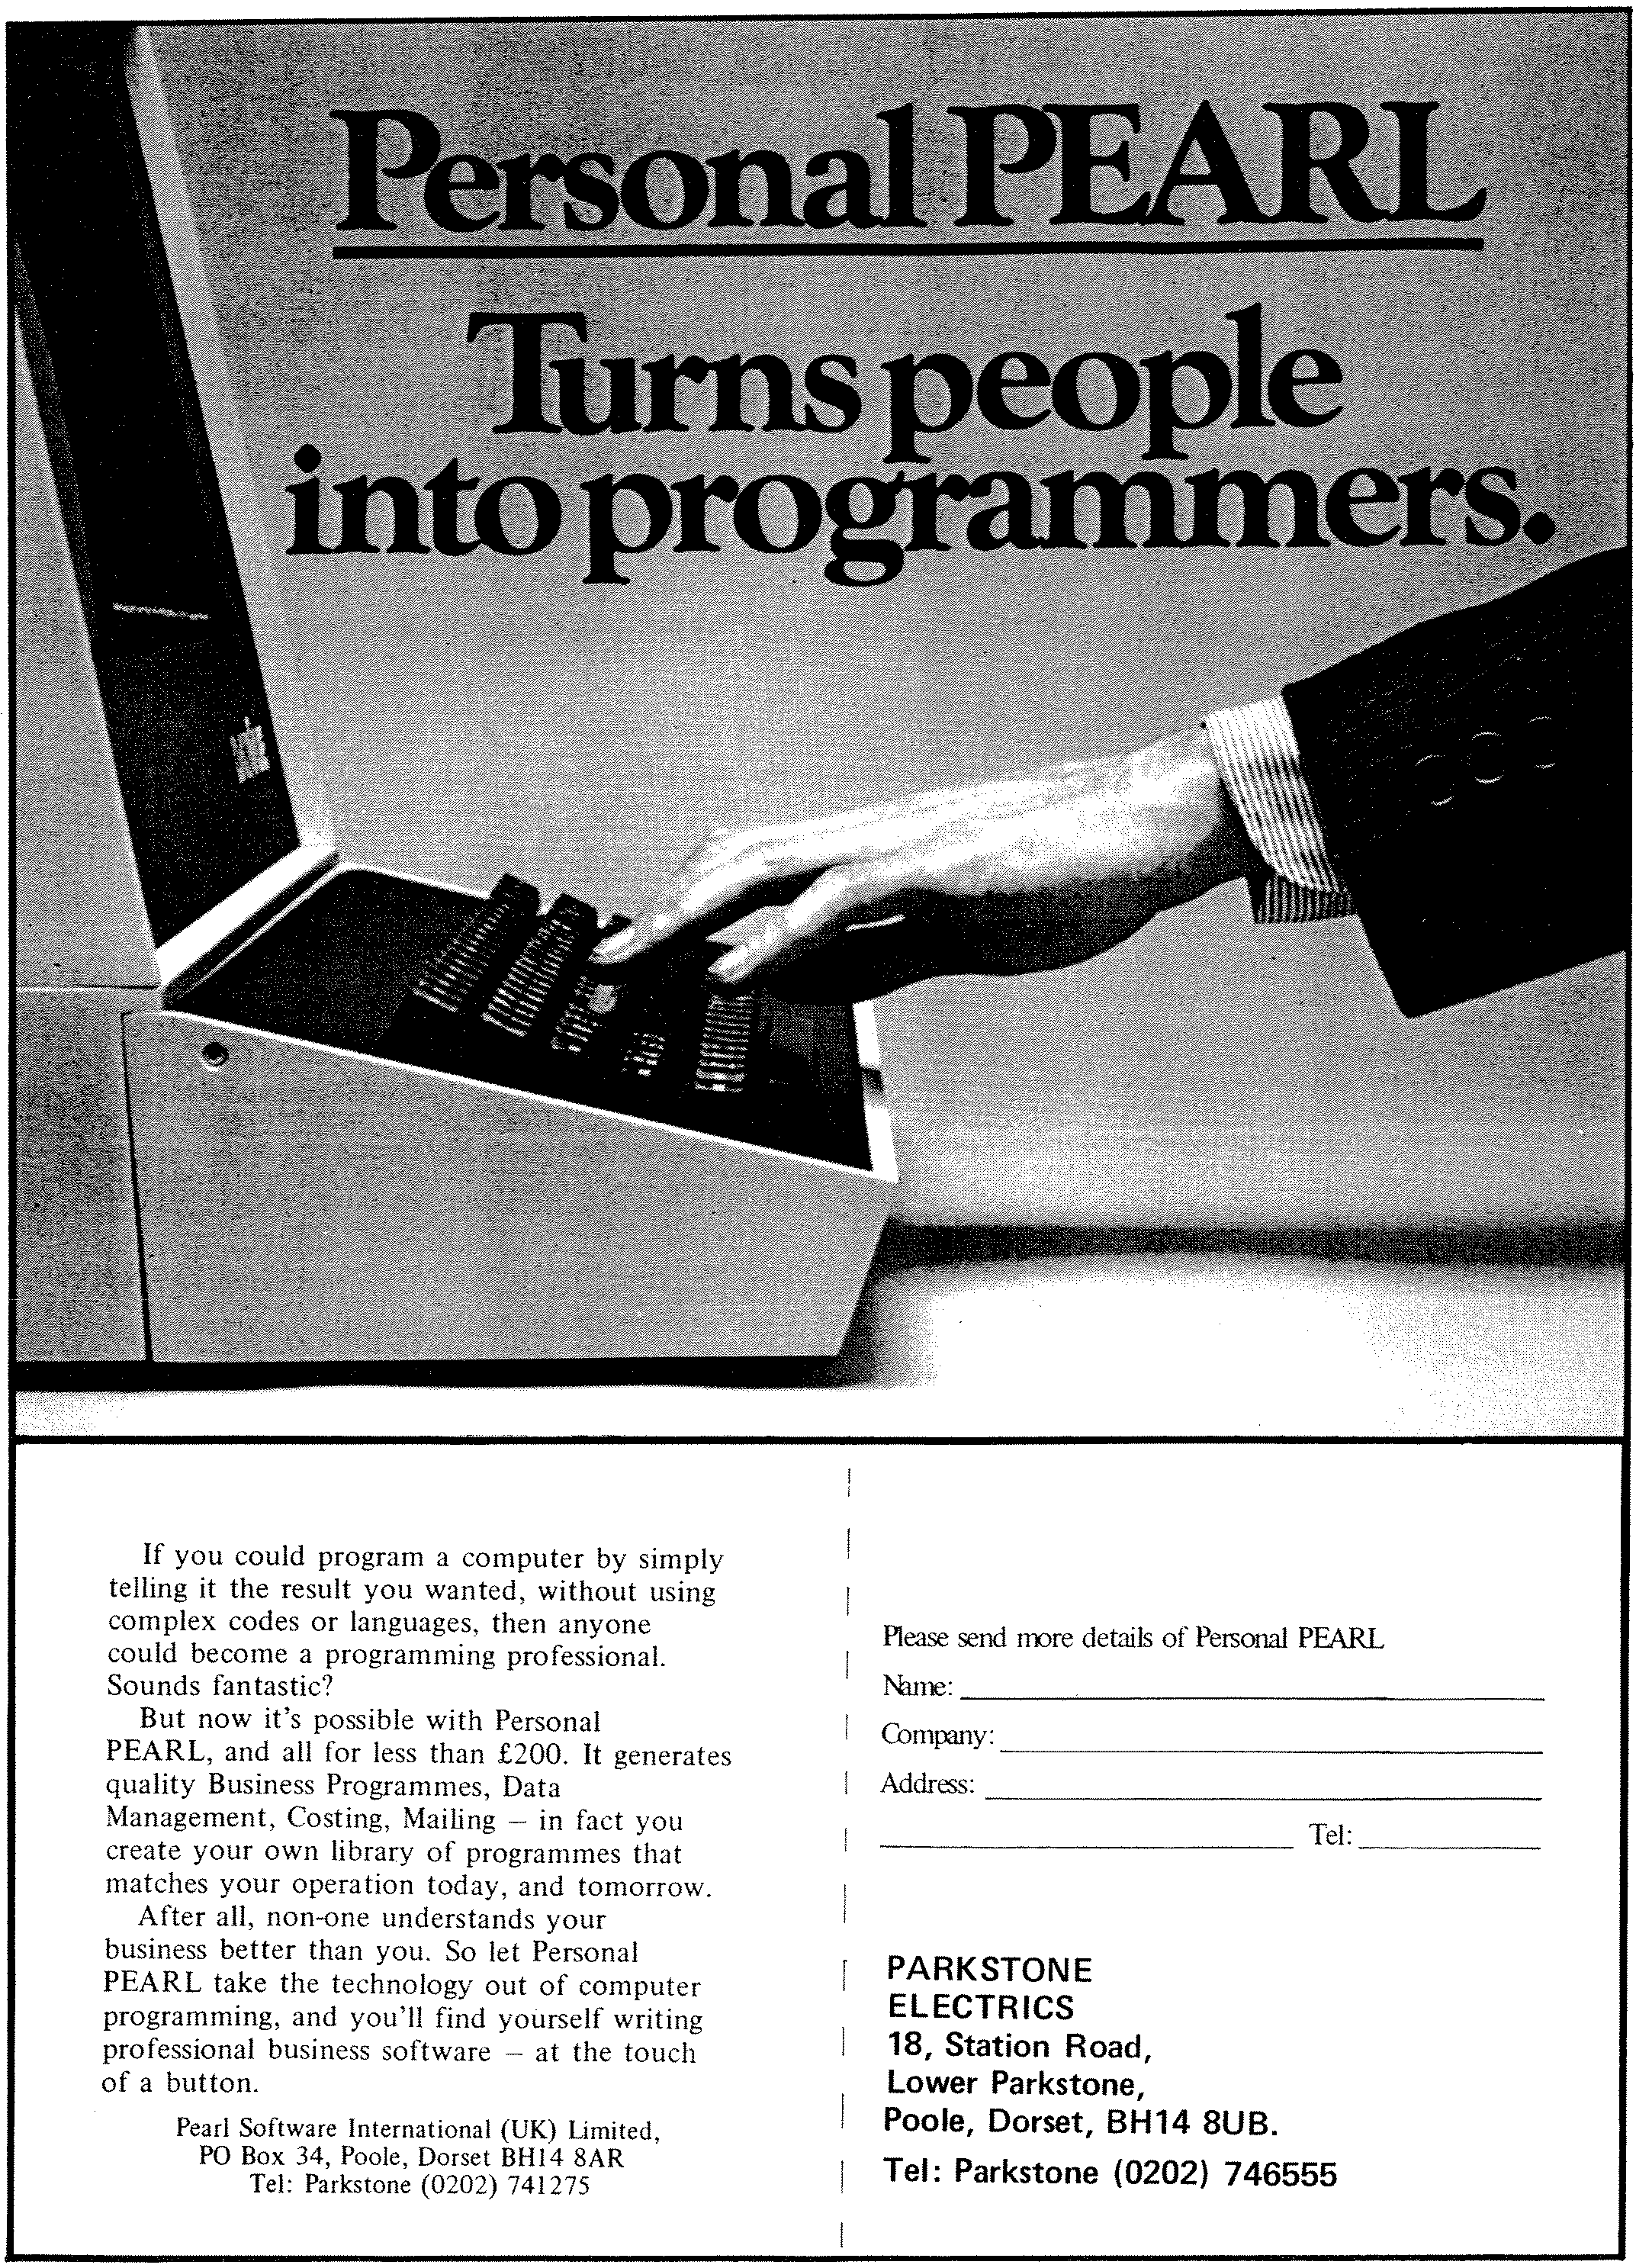 Personal PEARL
Turns people
into programmers.
If you could program a computer by simply
telling it the result you wanted, without using
complex codes or languages, then anyone
could become a programming professional.
Sounds fantastic?
But now it's possible with Personal
PEARL, and all for less than £200. It generates
quality Business Programmes, Data
Management, Costing, Mailing — in fact you
create your own library of programmes that
matches your operation today, and tomorrow.
After all, non-one understands your
business better than you. So let Personal
PEARL take the technology out of computer
programming, and you'll find yourself writing
professional business software — at the touch
of a button.
Pearl Software International (UK) Limited,
PO Box 34, Poole, Dorset BH14 8AR
Tel: Parkstone (0202) 741275
Please send more details of Personal PEARL
Name:
Company:
Address:
Tel:
PARKSTONE
ELECTRICS
18, Station Road,
Lower Parkstone,
Poole, Dorset, BH14 8UB.
Tel: Parkstone (0202) 746555